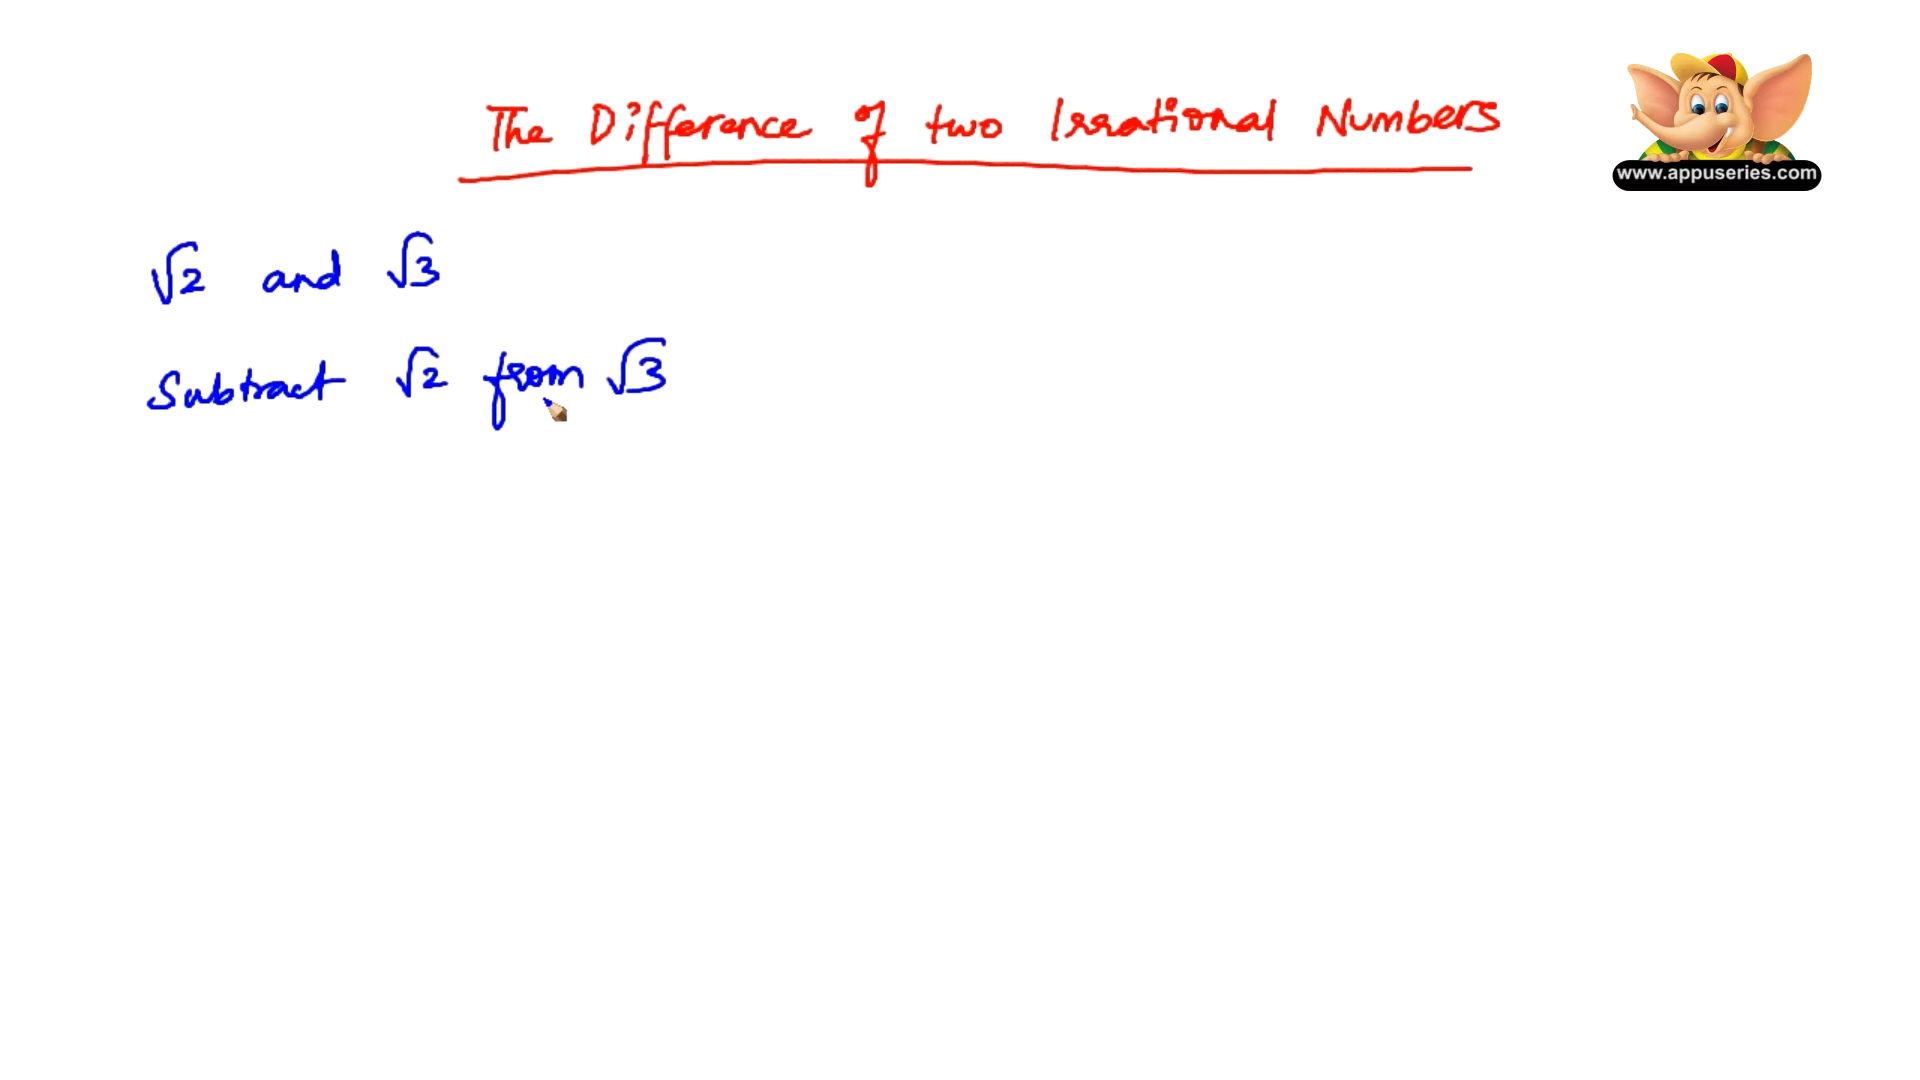 The Difference of two Irrational Numbers
www.appuseries.com
√2 and √3
Subtract √2 from √3